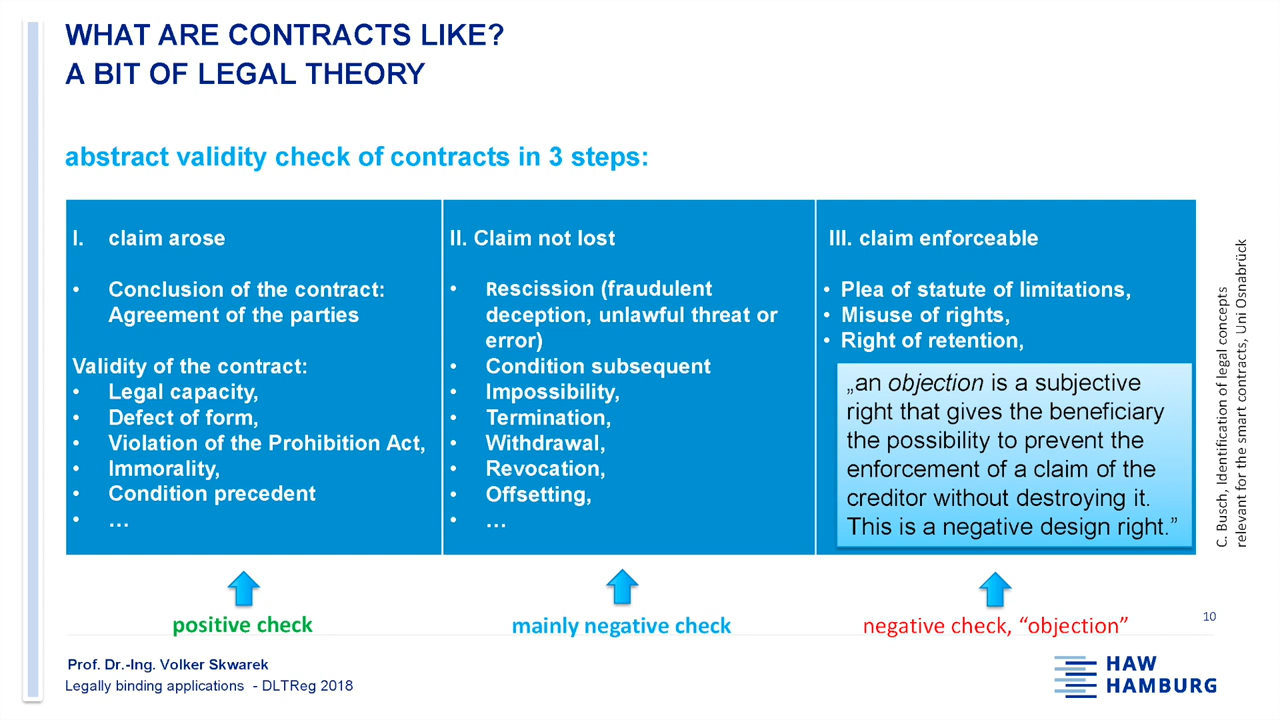 WHAT ARE CONTRACTS LIKE?
A BIT OF LEGAL THEORY
abstract validity check of contracts in 3 steps:
I. claim arose
• Conclusion of the contract:
Agreement of the parties
Validity of the contract:
• Legal capacity,
• Defect of form,
• Violation of the Prohibition Act,
• Immorality,
• Condition precedent
• …
II. Claim not lost
• Rescission (fraudulent
deception, unlawful threat or
error)
• Condition subsequent
• Impossibility,
• Termination,
• Withdrawal,
• Revocation,
• Offsetting,
• …
III. claim enforceable
• Plea of statute of limitations,
• Misuse of rights,
• Right of retention,
„an objection is a subjective
right that gives the beneficiary
the possibility to prevent the
enforcement of a claim of the
creditor without destroying it.
This is a negative design right.”
C. Busch, Identification of legal concepts
relevant for the smart contracts, Uni Osnabrück
positive check
mainly negative check
negative check, “objection”
10
Prof. Dr.-Ing. Volker Skwarek
Legally binding applications - DLTReg 2018
HAW
HAMBURG